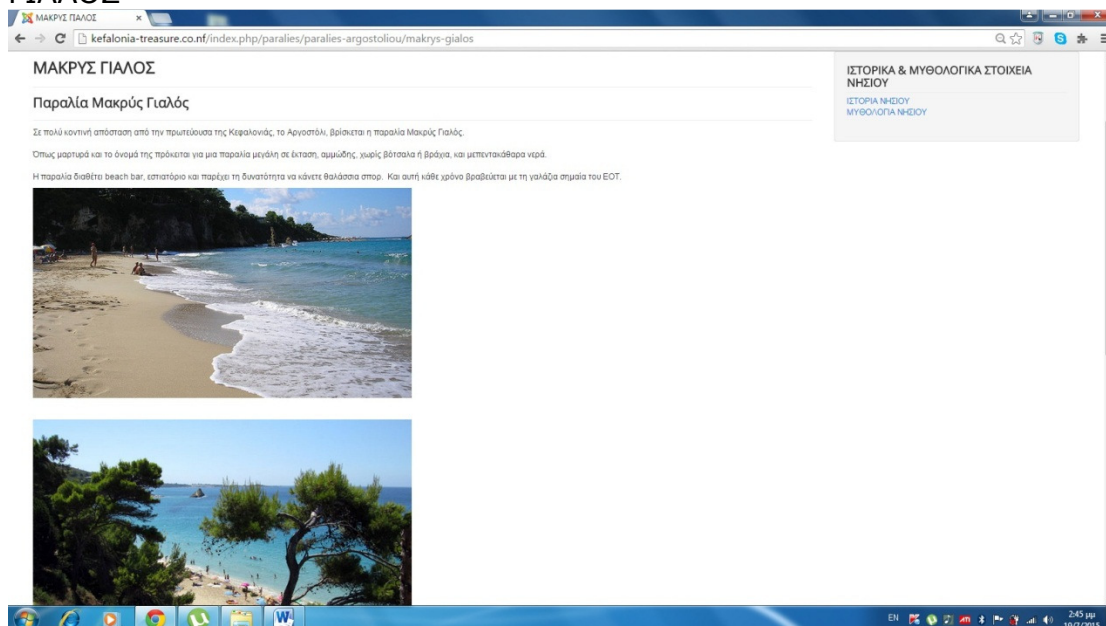 ΓΙΑΛΟΣ
ΜΑΚΡΥΣ ΓΙΑΛΟΣ
kefalonia-treasure.co.nf/index.php/paralies/paralies-argostoliou/makrys-gialos
ΜΑΚΡΥΣ ΓΙΑΛΟΣ
Παραλία Μακρύς Γιαλός
Σε πολύ κοντινή απόσταση από την πρωτεύουσα της Κεφαλονιάς, το Αργοστόλι, βρίσκεται η παραλία Μακρύς Γιαλός.
Όπως μαρτυρά και το όνομά της πρόκειται για μια παραλία μεγάλη σε έκταση, αμμώδης, χωρίς βότσαλα ή βράχια, και μεπεντακάθαρα νερά.
Η παραλία διαθέτει beach bar, εστιατόριο και παρέχει τη δυνατότητα να κάνετε θαλάσσια σπορ. Και αυτή κάθε χρόνο βραβεύεται με τη γαλάζια σημαία του ΕΟΤ.
ΙΣΤΟΡΙΚΑ & ΜΥΘΟΛΟΓΙΚΑ ΣΤΟΙΧΕΙΑ
ΝΗΣΙΟΥ
ΙΣΤΟΡΙΑ ΝΗΣΙΟΥ
ΜΥΘΟΛΟΓΙΑ ΝΗΣΙΟΥ
EN
2:45 μμ
10/7/2015